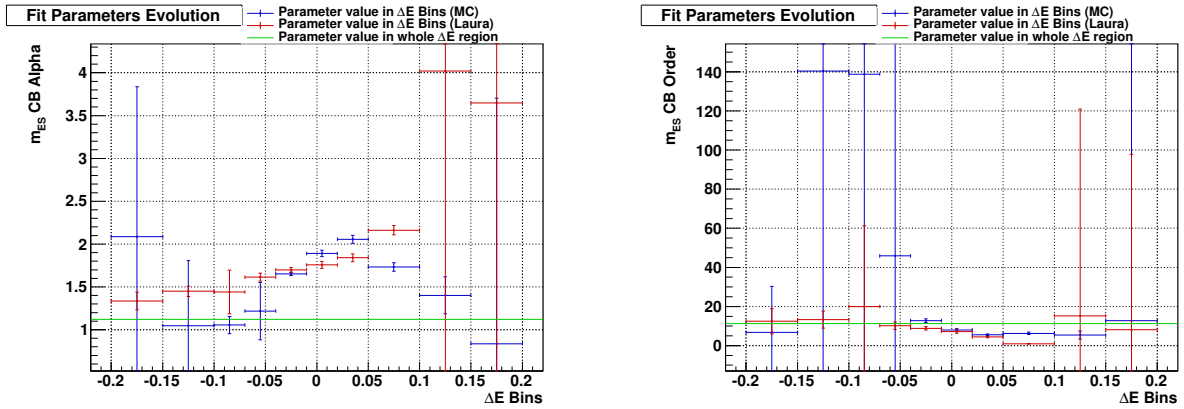 Fit Parameters Evolution
Parameter value in ΔE Bins (MC)
Parameter value in ΔE Bins (Laura)
Parameter value in whole ΔE region
m_ES CB Alpha
4
3.5
3
2.5
2
1.5
1
-0.2 -0.15 -0.1 -0.05 0 0.05 0.1 0.15 0.2
ΔE Bins
Fit Parameters Evolution
Parameter value in ΔE Bins (MC)
Parameter value in ΔE Bins (Laura)
Parameter value in whole ΔE region
m_ES CB Order
140
120
100
80
60
40
20
0
-0.2 -0.15 -0.1 -0.05 0 0.05 0.1 0.15 0.2
ΔE Bins